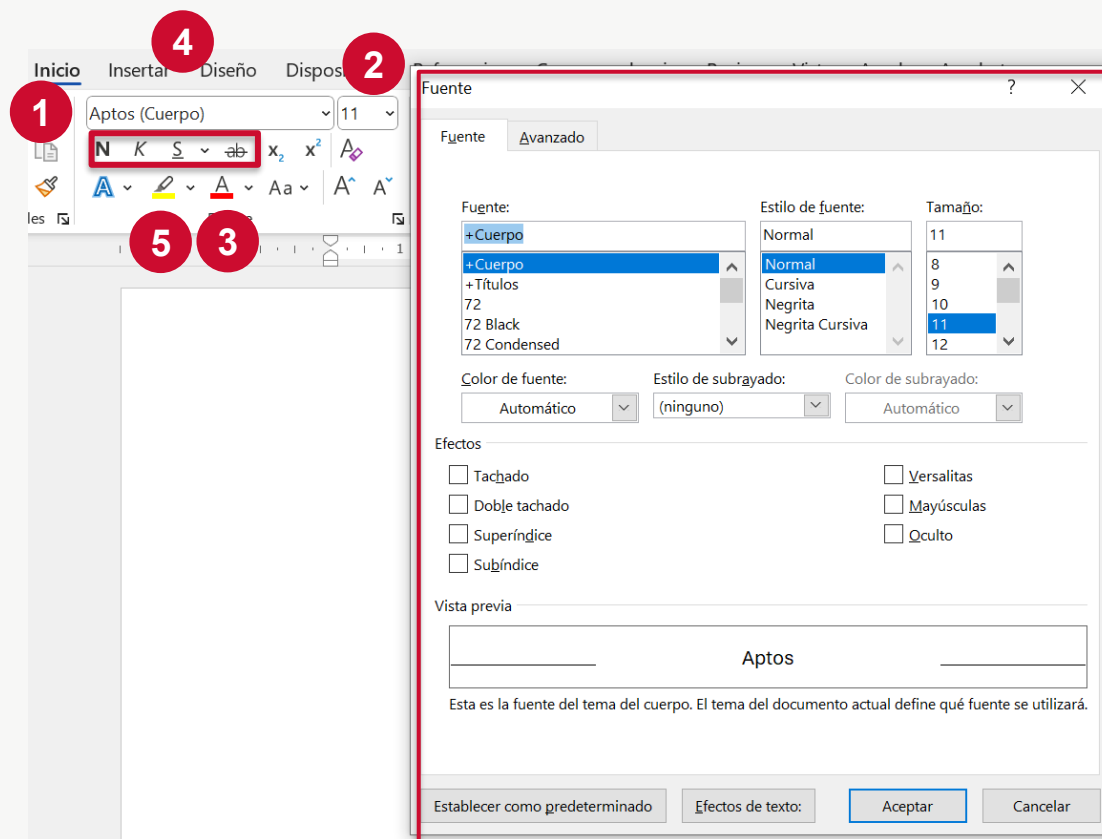 4
2
1
Inicio Insertar Diseño
Fuente
? 
Aptos (Cuerpo) 11
N K S ab x₂ x² A
A A Aa A^ Aˇ
les
5 3
1
Fuente Avanzado
Fuente: Estilo de fuente: Tamaño:
+Cuerpo Normal 11
+Cuerpo Normal 8
+Títulos Cursiva 9
72 Negrita 10
72 Black Negrita Cursiva 11
72 Condensed 12
Color de fuente: Estilo de subrayado: Color de subrayado:
Automático (ninguno) Automático
Efectos
Tachado Versalitas
Doble tachado Mayúsculas
Superíndice Oculto
Subíndice
Vista previa
Aptos
Esta es la fuente del tema del cuerpo. El tema del documento actual define qué fuente se utilizará.
Establecer como predeterminado Efectos de texto: Aceptar Cancelar